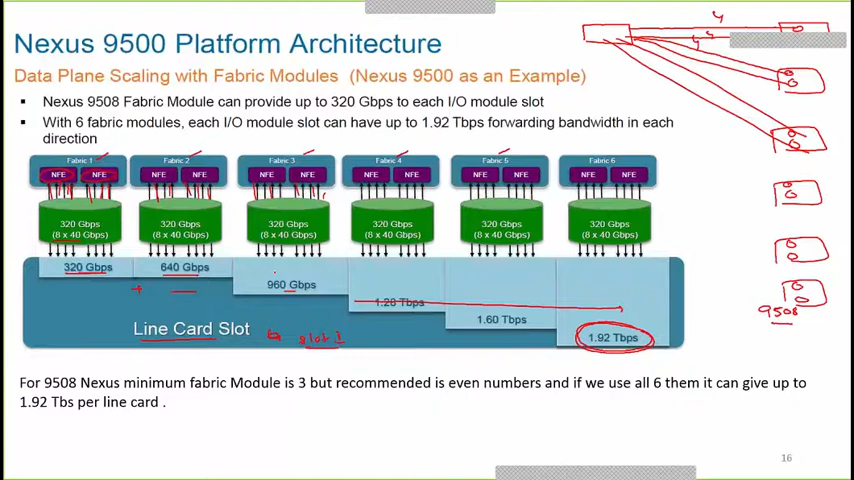 Nexus 9500 Platform Architecture
Data Plane Scaling with Fabric Modules (Nexus 9500 as an Example)
Nexus 9508 Fabric Module can provide up to 320 Gbps to each I/O module slot
With 6 fabric modules, each I/O module slot can have up to 1.92 Tbps forwarding bandwidth in each
direction
Fabric 1 Fabric 2 Fabric 3 Fabric 4 Fabric 5 Fabric 6
NFE NFE NFE NFE NFE NFE NFE NFE NFE NFE NFE NFE
320 Gbps 320 Gbps 320 Gbps 320 Gbps 320 Gbps 320 Gbps
(8 x 40 Gbps) (8 x 40 Gbps) (8 x 40 Gbps) (8 x 40 Gbps) (8 x 40 Gbps) (8 x 40 Gbps)
320 Gbps 640 Gbps
960 Gbps
1.28 Tbps
1.60 Tbps
1.92 Tbps
Line Card Slot
slot 1
9508
For 9508 Nexus minimum fabric Module is 3 but recommended is even numbers and if we use all 6 them it can give up to
1.92 Tbs per line card .
16